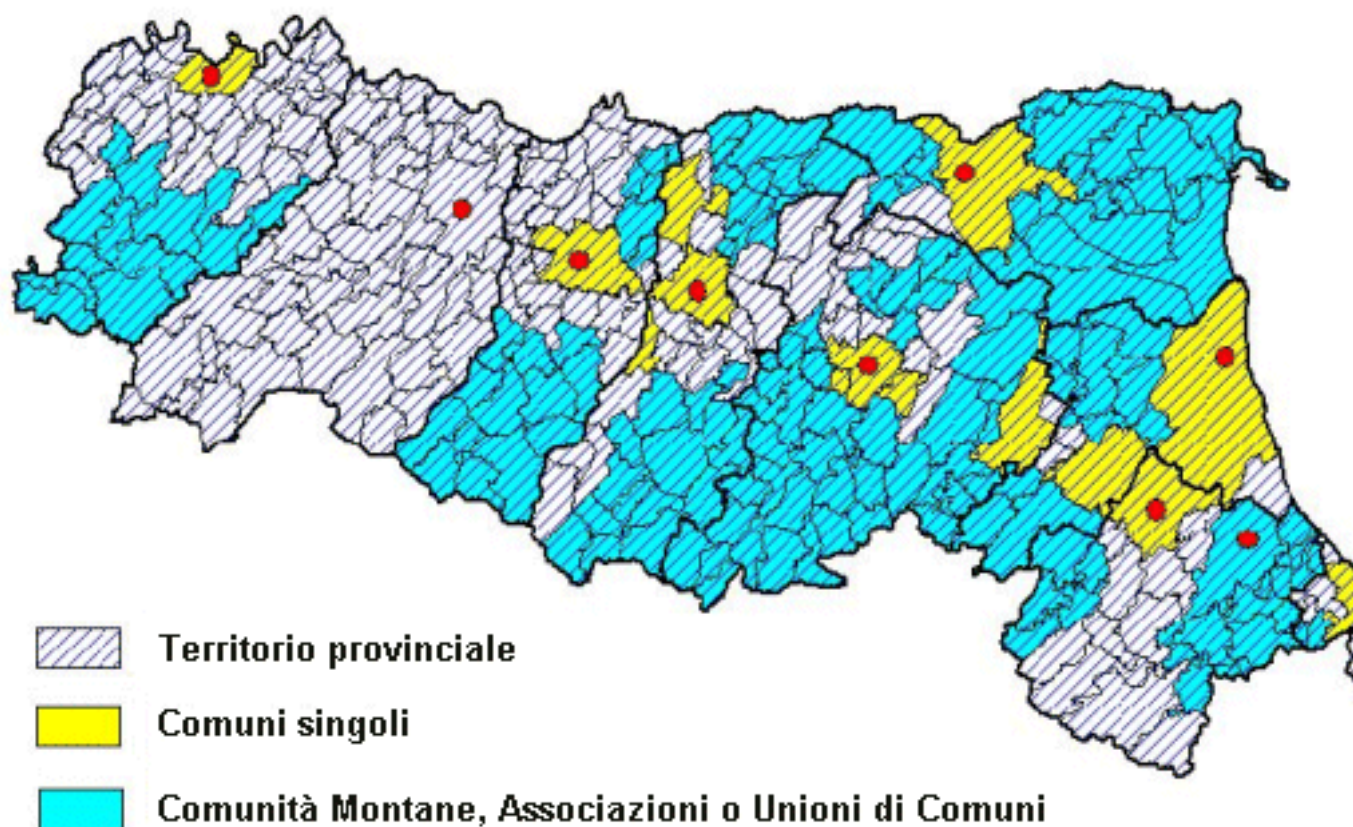 Territorio provinciale
Comuni singoli
Comunità Montane, Associazioni o Unioni di Comuni